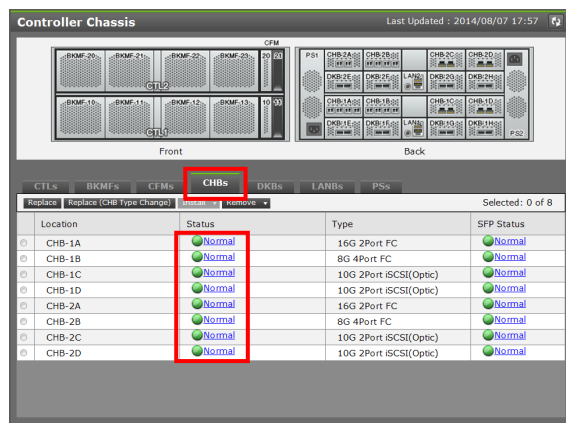 Controller Chassis Last Updated : 2014/08/07 17:57
CFM
BKMF-20 BKMF-21 BKMF-22 BKMF-23 20 21
CTL2
BKMF-10 BKMF-11 BKMF-12 BKMF-13 10
CTL1
Front
PS1 CHB-2A CHB-2B CHB-2C CHB-2D
DKB-2E DKB-2F LAN2 DKB-2G DKB-2H
CHB-1A CHB-1B CHB-1C CHB-1D
DKB-1E DKB-1F LAN1 DKB-1G DKB-1H PS2
Back
CTLs BKMFs CFMs CHBs DKBs LANBs PSs
Replace Replace (CHB Type Change) Install Remove Selected: 0 of 8
Location Status Type SFP Status
CHB-1A Normal 16G 2Port FC Normal
CHB-1B Normal 8G 4Port FC Normal
CHB-1C Normal 10G 2Port iSCSI(Optic) Normal
CHB-1D Normal 10G 2Port iSCSI(Optic) Normal
CHB-2A Normal 16G 2Port FC Normal
CHB-2B Normal 8G 4Port FC Normal
CHB-2C Normal 10G 2Port iSCSI(Optic) Normal
CHB-2D Normal 10G 2Port iSCSI(Optic) Normal